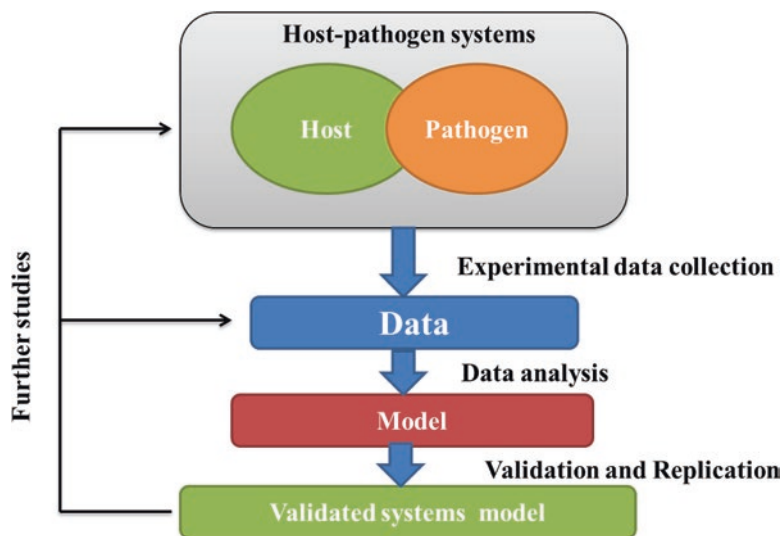 Host-pathogen systems
Host
Pathogen
Experimental data collection
Data
Data analysis
Model
Validation and Replication
Validated systems model
Further studies